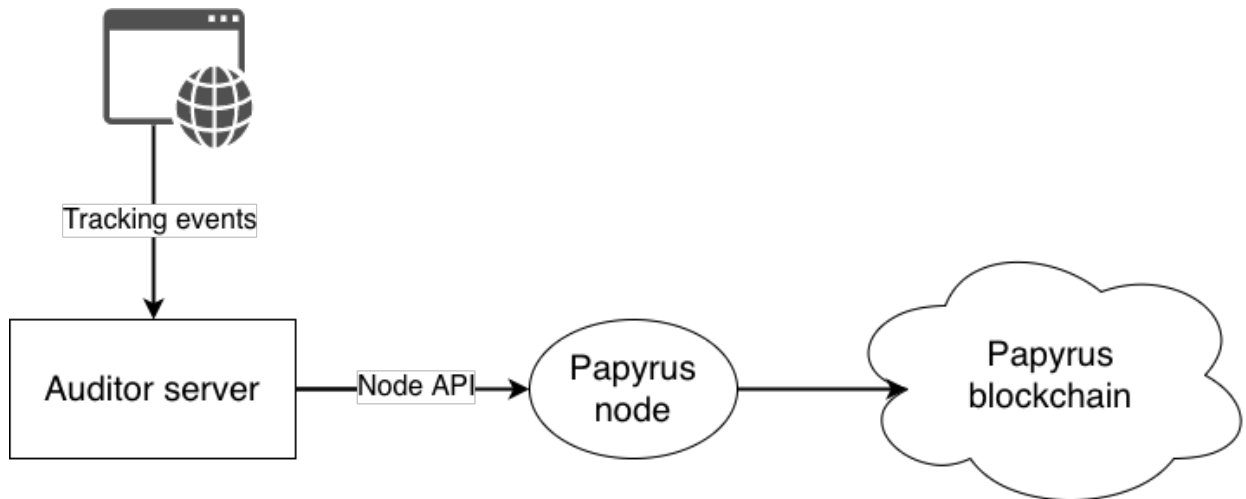 Tracking events
Auditor server
Node API
Papyrus
node
Papyrus
blockchain